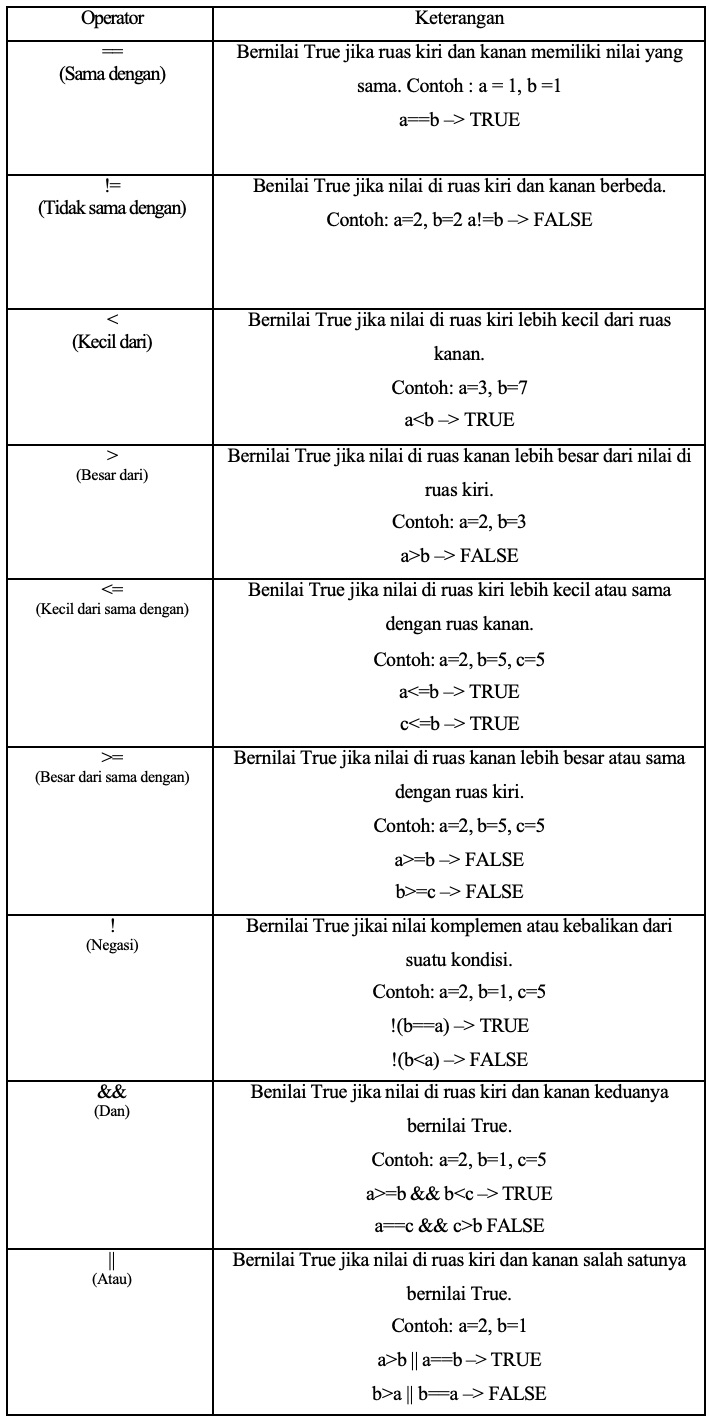 Operator
Keterangan
==
(Sama dengan)
Bernilai True jika ruas kiri dan kanan memiliki nilai yang
sama. Contoh : a = 1, b =1
a==b –> TRUE
!=
(Tidak sama dengan)
Benilai True jika nilai di ruas kiri dan kanan berbeda.
Contoh: a=2, b=2 a!=b –> FALSE
<
(Kecil dari)
Bernilai True jika nilai di ruas kiri lebih kecil dari ruas
kanan.
Contoh: a=3, b=7
a<b –> TRUE
>
(Besar dari)
Bernilai True jika nilai di ruas kanan lebih besar dari nilai di
ruas kiri.
Contoh: a=2, b=3
a>b –> FALSE
<=
(Kecil dari sama dengan)
Benilai True jika nilai di ruas kiri lebih kecil atau sama
dengan ruas kanan.
Contoh: a=2, b=5, c=5
a<=b –> TRUE
c<=b –> TRUE
>=
(Besar dari sama dengan)
Bernilai True jika nilai di ruas kanan lebih besar atau sama
dengan ruas kiri.
Contoh: a=2, b=5, c=5
a>=b –> FALSE
b>=c –> FALSE
!
(Negasi)
Bernilai True jikai nilai komplemen atau kebalikan dari
suatu kondisi.
Contoh: a=2, b=1, c=5
!(b==a) –> TRUE
!(b<a) –> FALSE
&&
(Dan)
Benilai True jika nilai di ruas kiri dan kanan keduanya
bernilai True.
Contoh: a=2, b=1, c=5
a>=b && b<c –> TRUE
a==c && c>b FALSE
||
(Atau)
Bernilai True jika nilai di ruas kiri dan kanan salah satunya
bernilai True.
Contoh: a=2, b=1
a>b || a==b –> TRUE
b>a || b==a –> FALSE